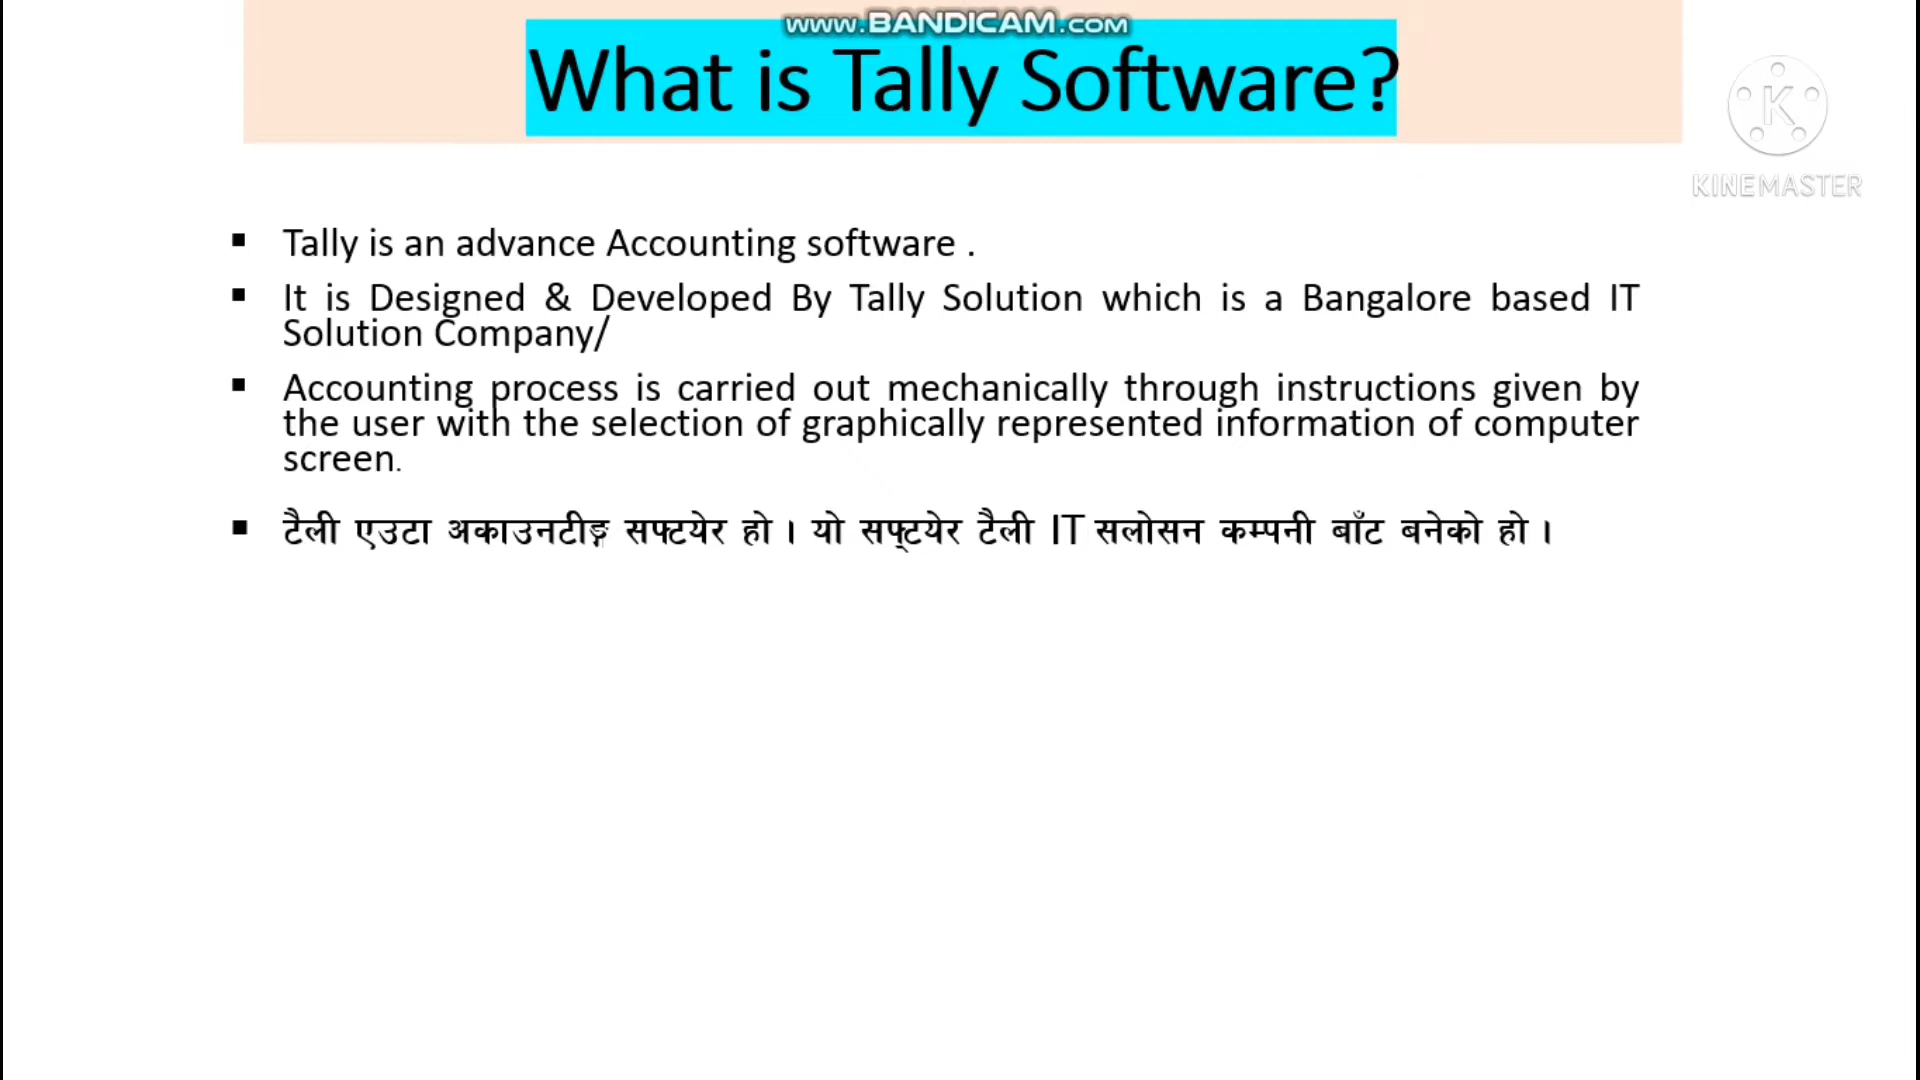 www.BANDICAM.com
What is Tally Software?
K
KINEMASTER
▪ Tally is an advance Accounting software .
▪ It is Designed & Developed By Tally Solution which is a Bangalore based IT
Solution Company/
▪ Accounting process is carried out mechanically through instructions given by
the user with the selection of graphically represented information of computer
screen.
▪ टैली एउटा अकाउनटीङ्ग सफ्टयेर हो । यो सफ्‌टयेर टैली IT सलोसन कम्पनी बाँट बनेको हो ।